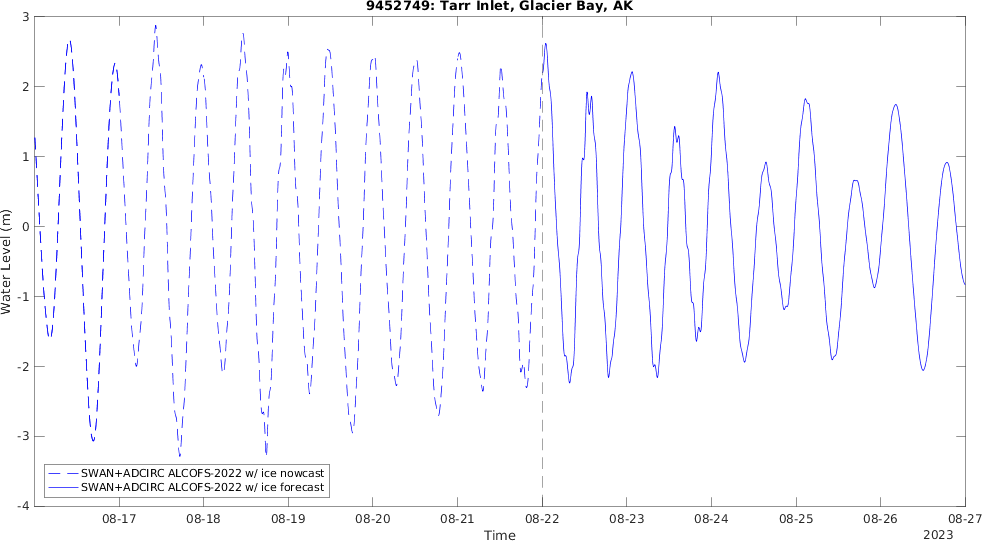 9452749: Tarr Inlet, Glacier Bay, AK
Water Level (m)
3
2
1
0
-1
-2
-3
-4
SWAN+ADCIRC ALCOFS-2022 w/ ice nowcast
SWAN+ADCIRC ALCOFS-2022 w/ ice forecast
08-17 08-18 08-19 08-20 08-21 08-22 08-23 08-24 08-25 08-26 08-27
Time
2023